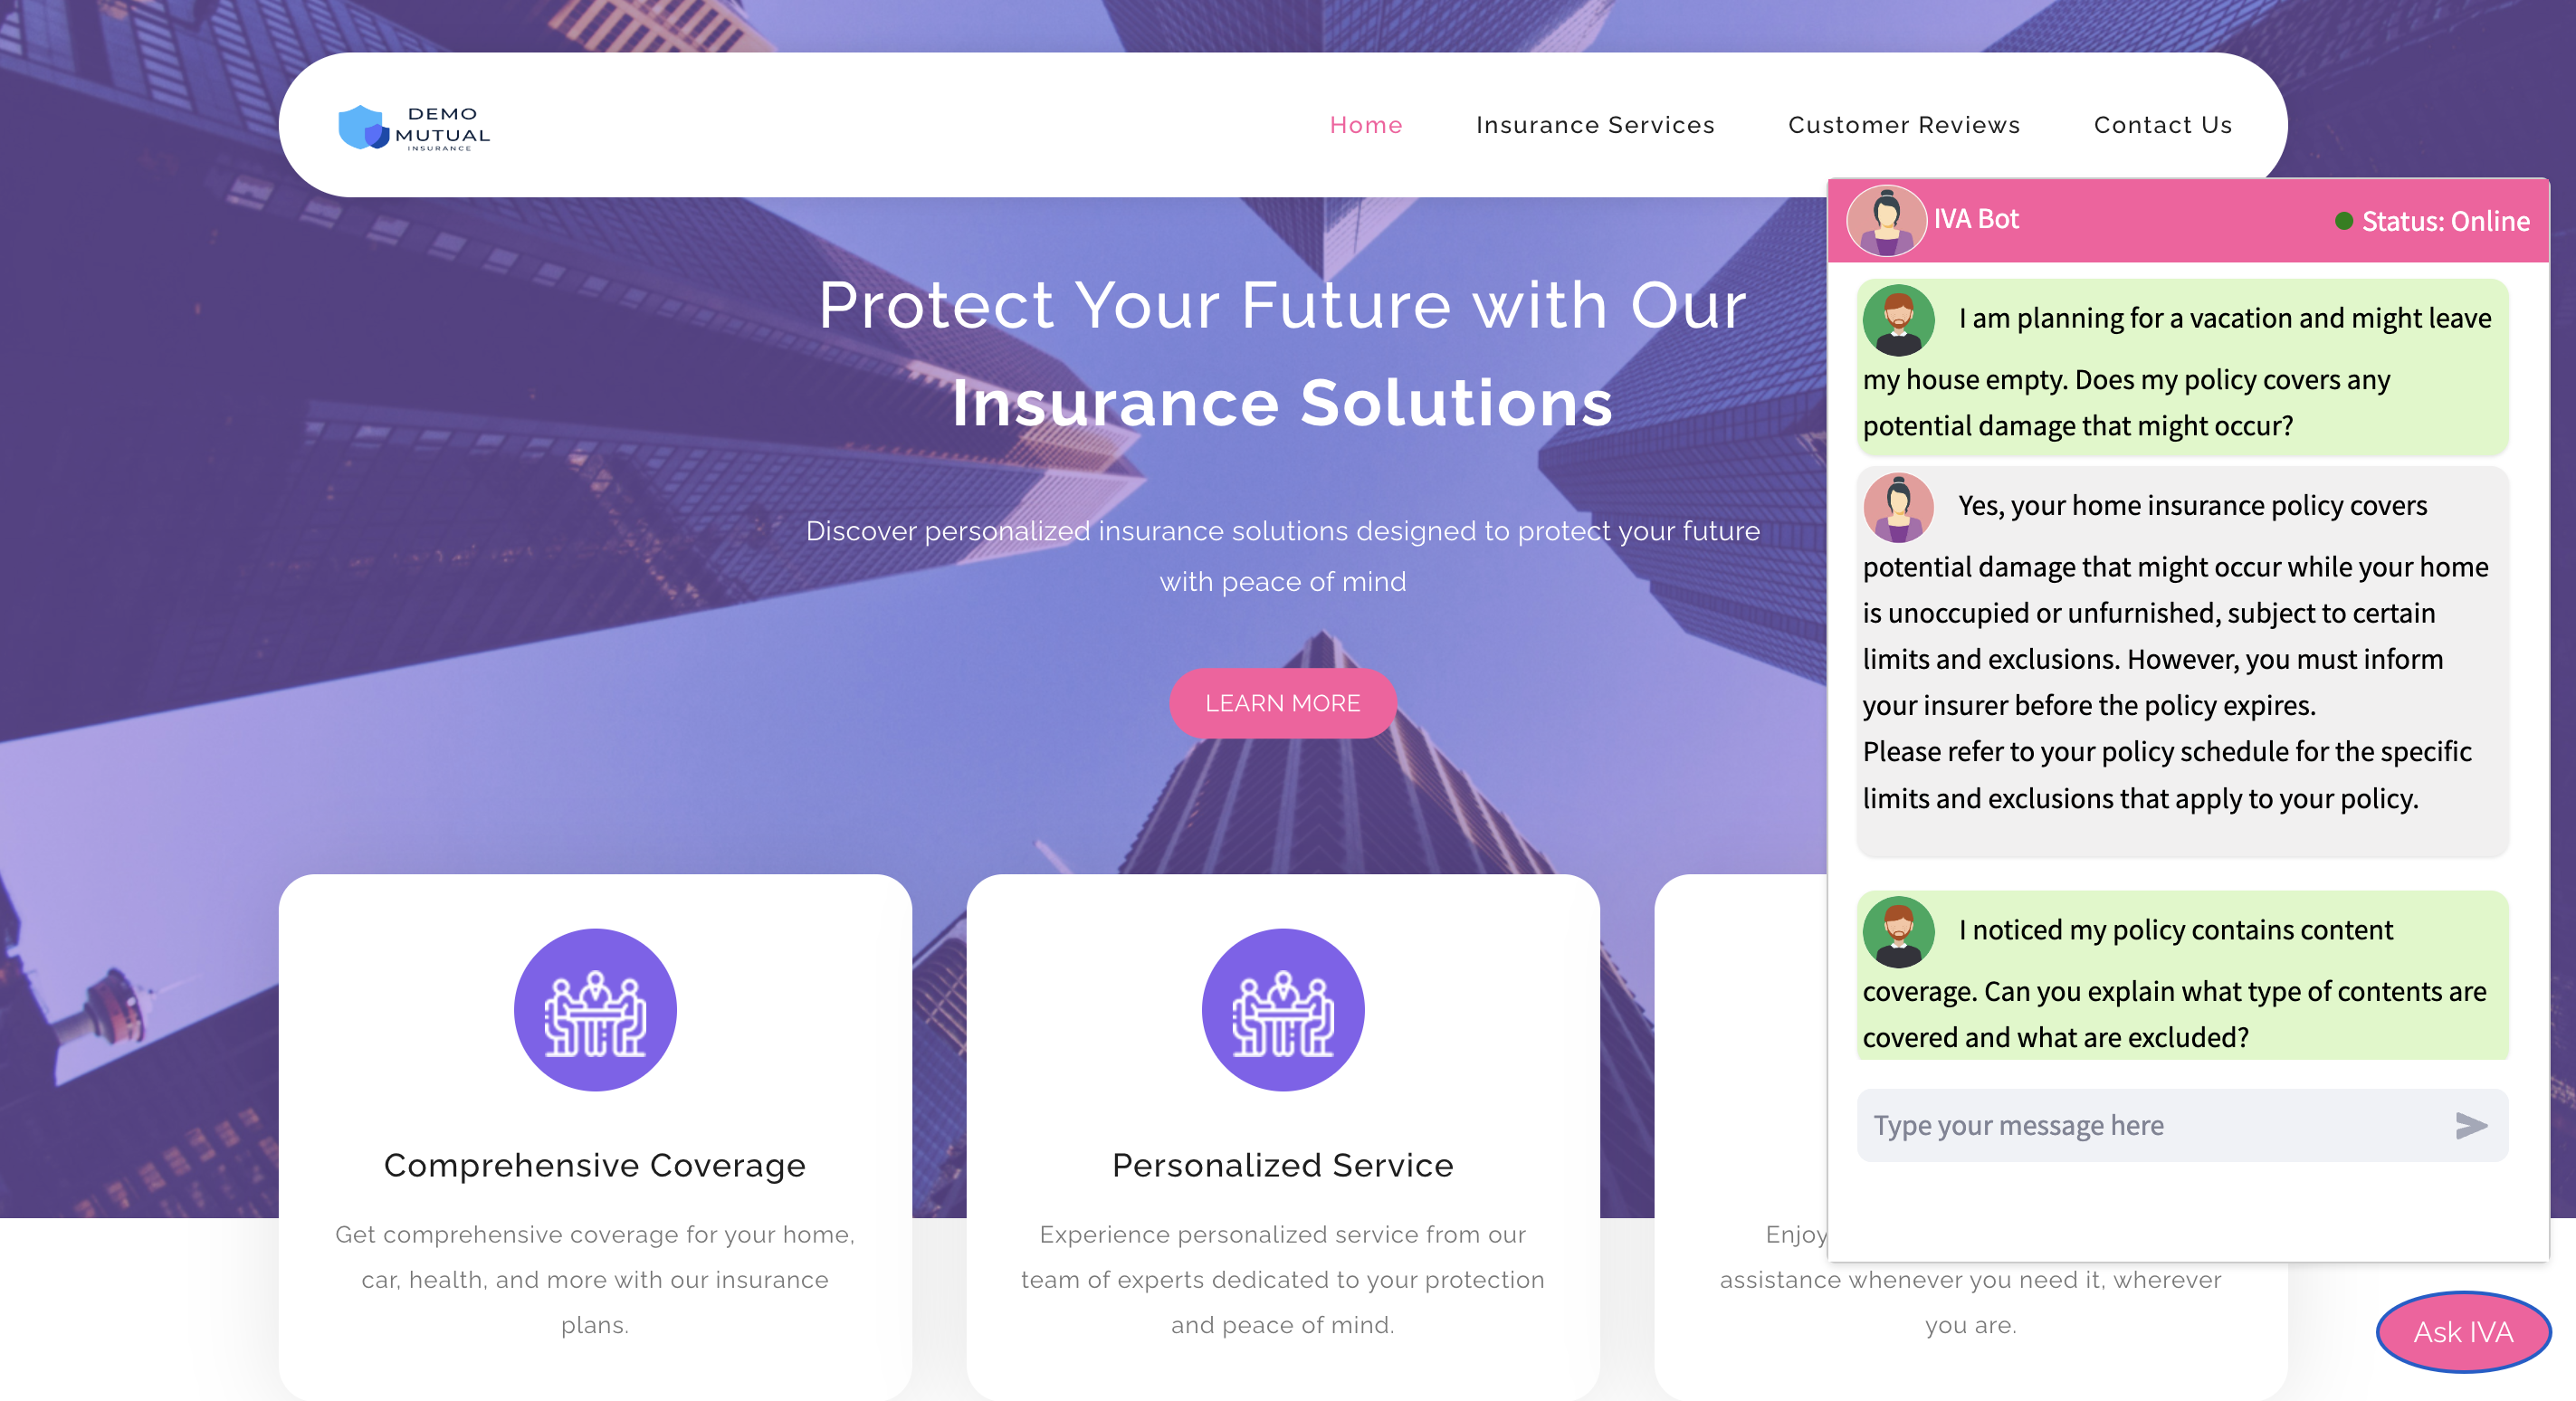 DEMO
MUTUAL
INSURANCE
Home
Insurance Services
Customer Reviews
Contact Us
Protect Your Future with Our
Insurance Solutions
Discover personalized insurance solutions designed to protect your future
with peace of mind
LEARN MORE
Comprehensive Coverage
Get comprehensive coverage for your home,
car, health, and more with our insurance
plans.
Personalized Service
Experience personalized service from our
team of experts dedicated to your protection
and peace of mind.
Enjoy
assistance whenever you need it, wherever
you are.
IVA Bot
Status: Online
I am planning for a vacation and might leave
my house empty. Does my policy covers any
potential damage that might occur?
Yes, your home insurance policy covers
potential damage that might occur while your home
is unoccupied or unfurnished, subject to certain
limits and exclusions. However, you must inform
your insurer before the policy expires.
Please refer to your policy schedule for the specific
limits and exclusions that apply to your policy.
I noticed my policy contains content
coverage. Can you explain what type of contents are
covered and what are excluded?
Type your message here
Ask IVA